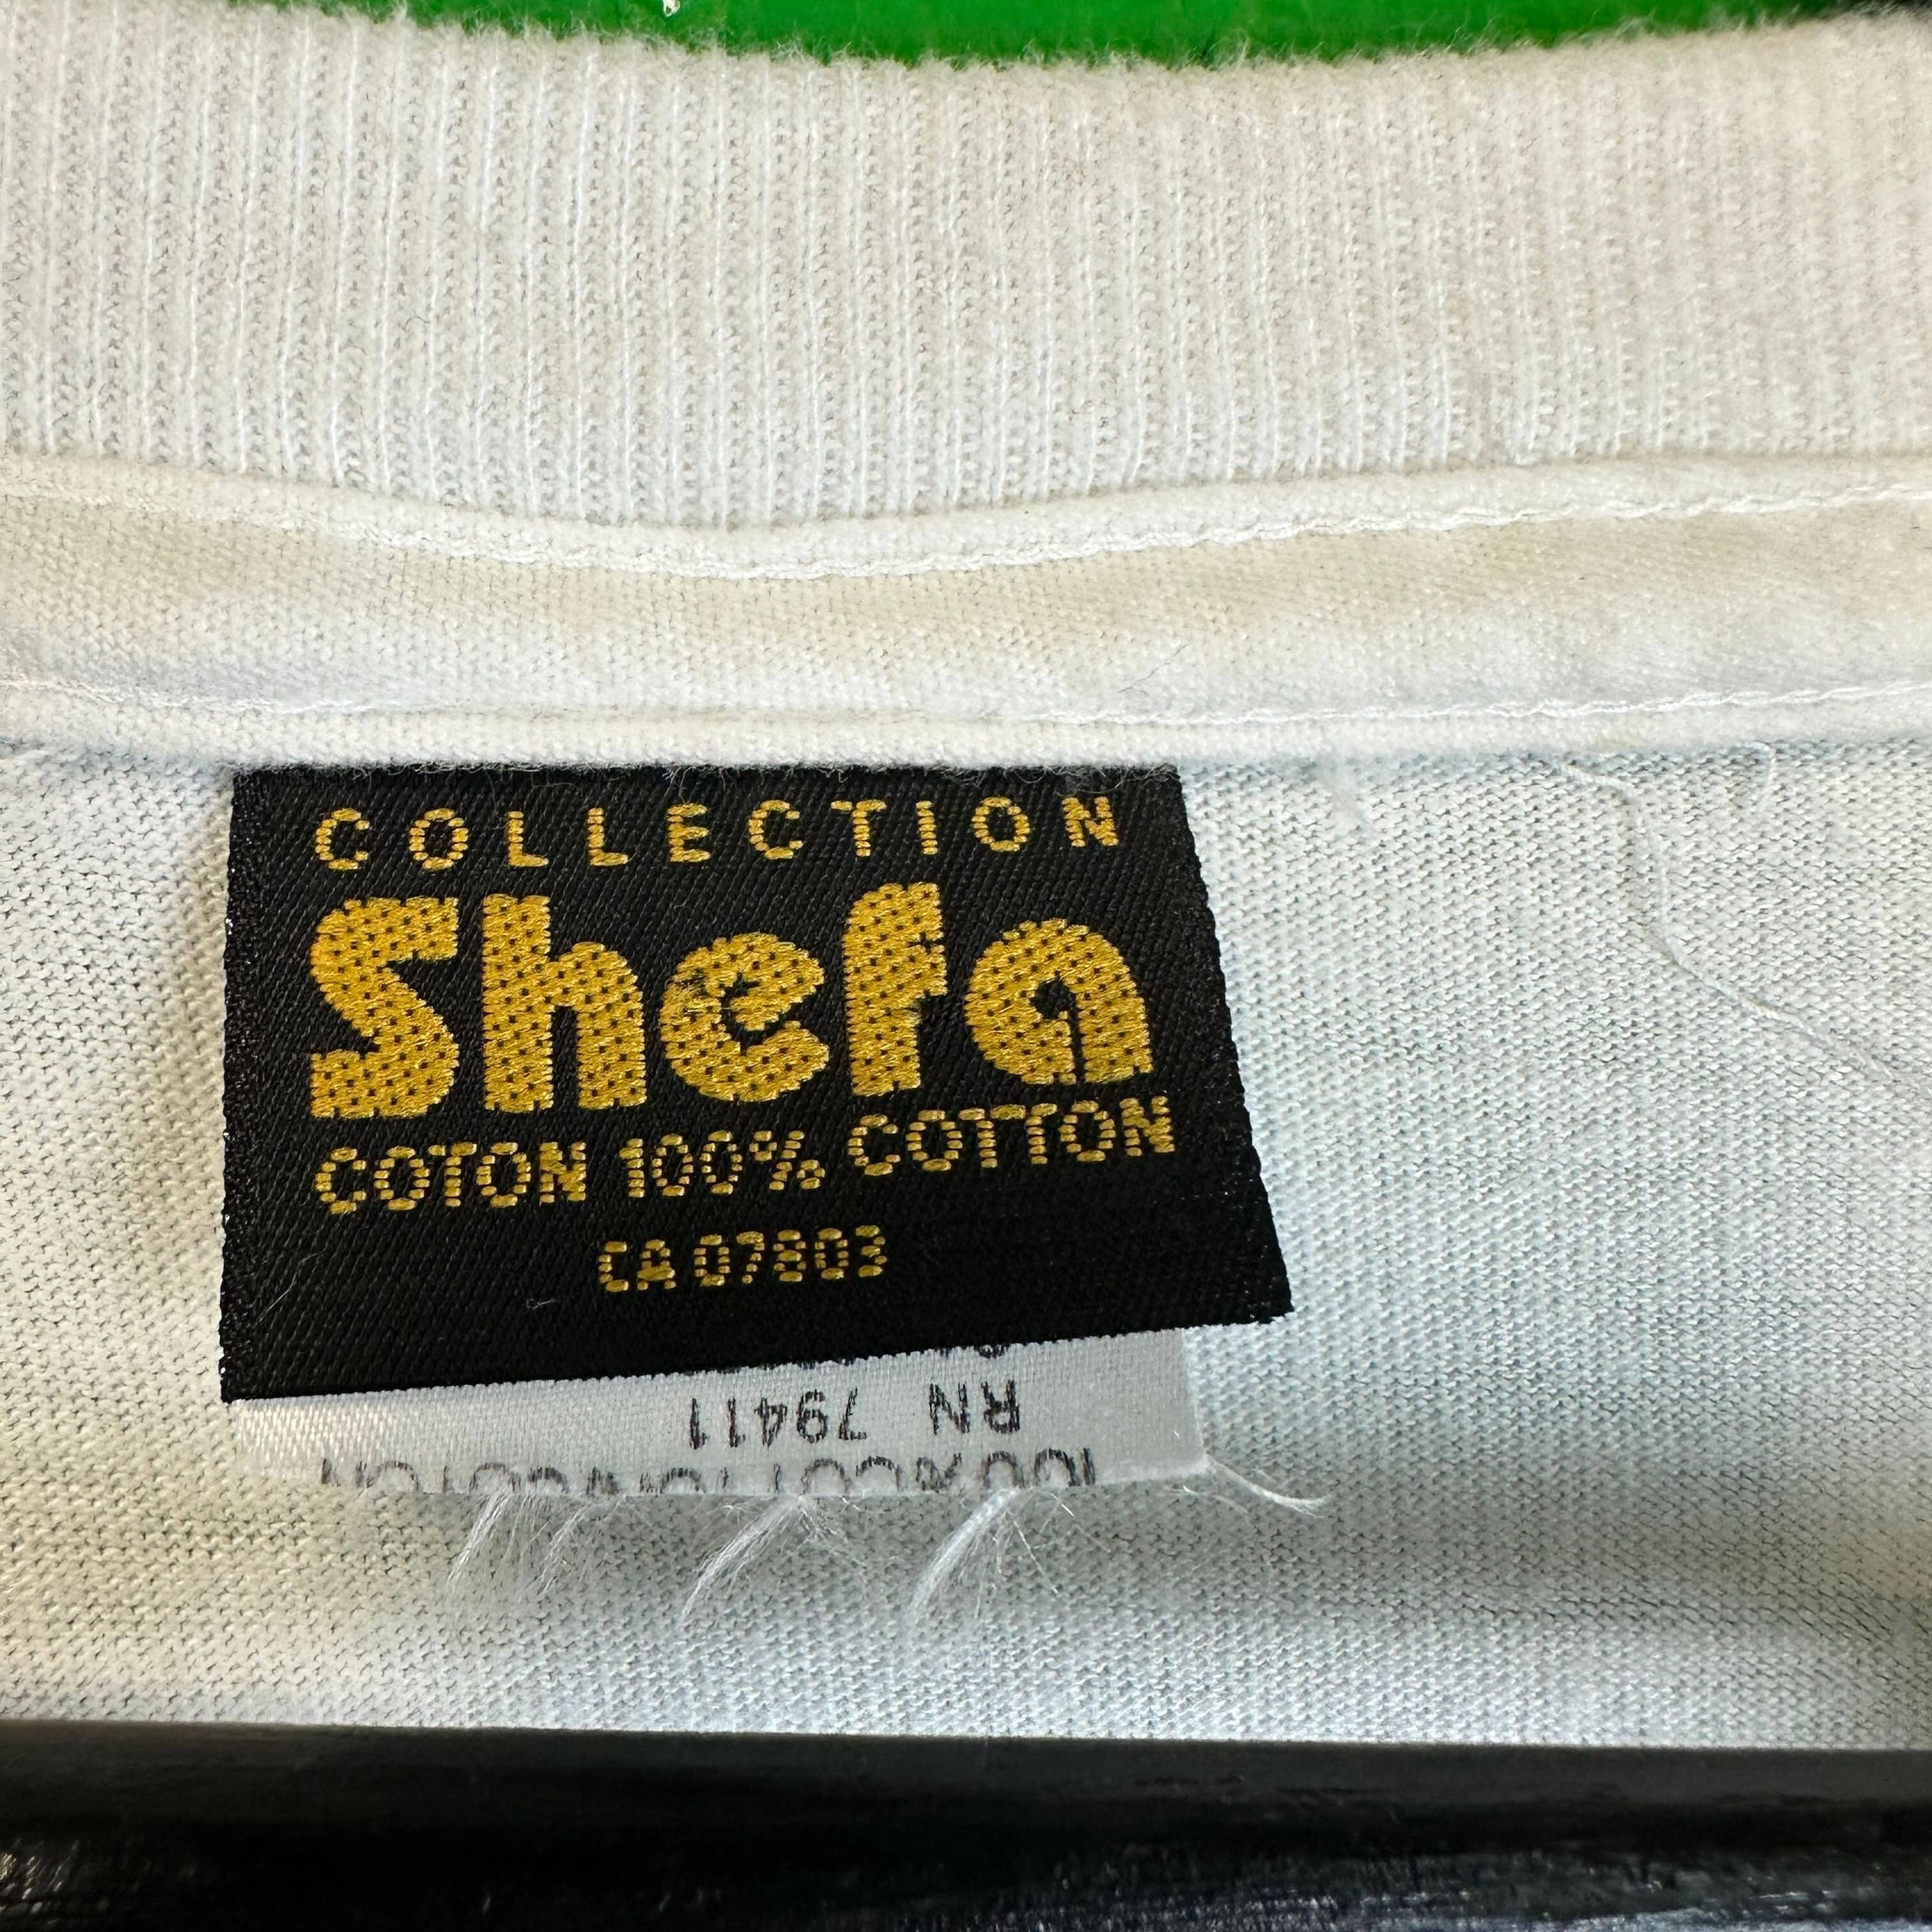 COLLECTION
Shefa
COTON 100% COTTON
CA 07803
RN 79411